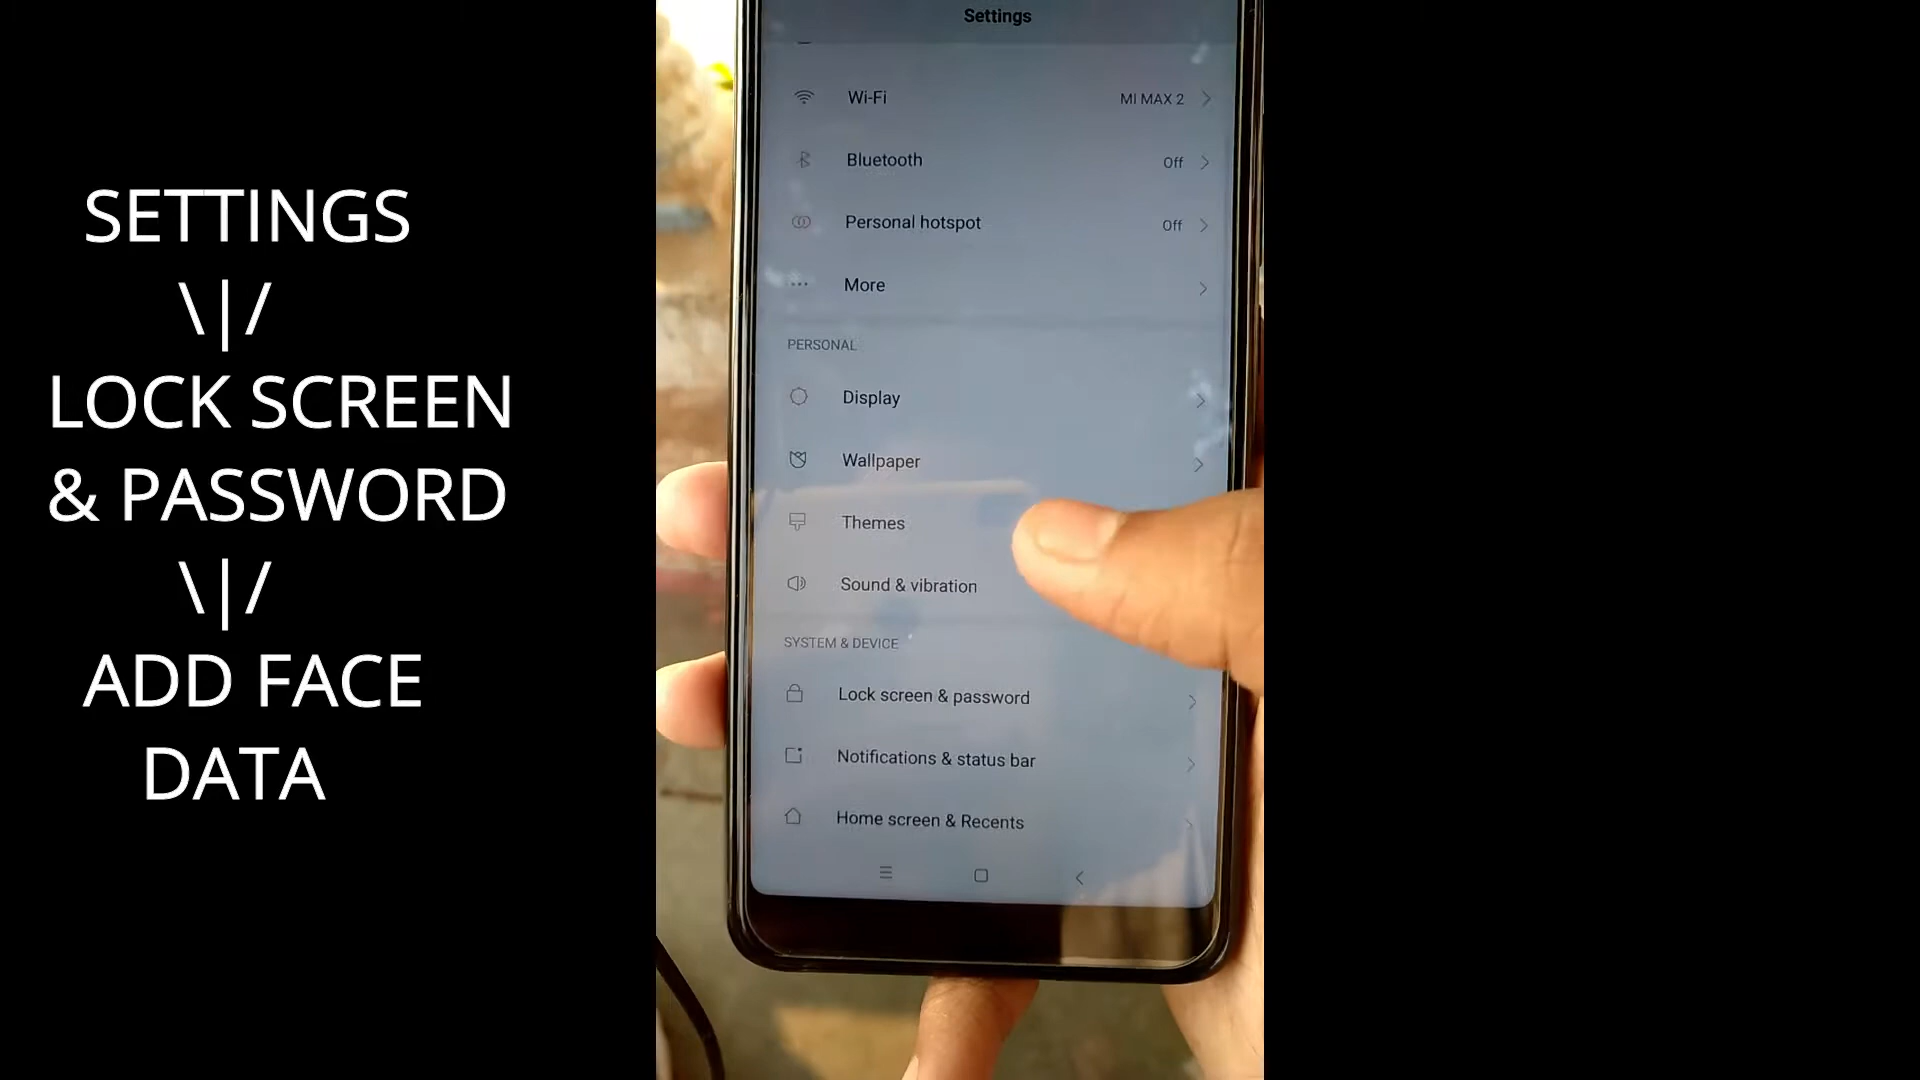 SETTINGS
\|/
LOCK SCREEN
& PASSWORD
\|/
ADD FACE
DATA
Settings
Wi-Fi MI MAX 2
Bluetooth Off
Personal hotspot Off
More
PERSONAL
Display
Wallpaper
Themes
Sound & vibration
SYSTEM & DEVICE
Lock screen & password
Notifications & status bar
Home screen & Recents